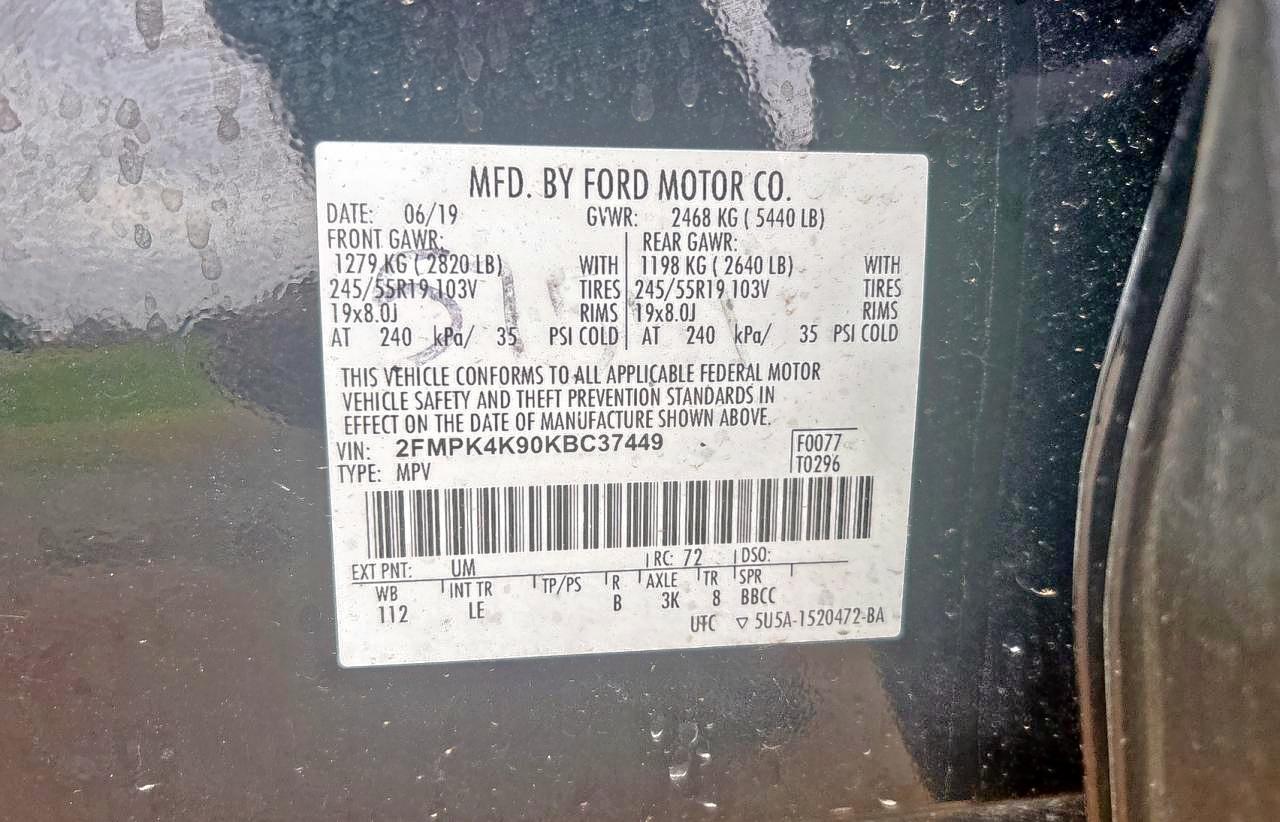 MFD. BY FORD MOTOR CO.
DATE: 06/19 GVWR: 2468 KG ( 5440 LB)
FRONT GAWR: REAR GAWR:
1279 KG ( 2820 LB) WITH 1198 KG ( 2640 LB) WITH
245/55R19 103V TIRES 245/55R19 103V TIRES
19x8.0J RIMS 19x8.0J RIMS
AT 240 kPa/ 35 PSI COLD AT 240 kPa/ 35 PSI COLD
THIS VEHICLE CONFORMS TO ALL APPLICABLE FEDERAL MOTOR
VEHICLE SAFETY AND THEFT PREVENTION STANDARDS IN
EFFECT ON THE DATE OF MANUFACTURE SHOWN ABOVE.
VIN: 2FMPK4K90KBC37449 F0077
TYPE: MPV T0296
EXT PNT: UM RC: 72 DSO:
WB INT TR TP/PS R AXLE TR SPR
112 LE B 3K 8 BBCC
UTC ▽ 5U5A-1520472-BA